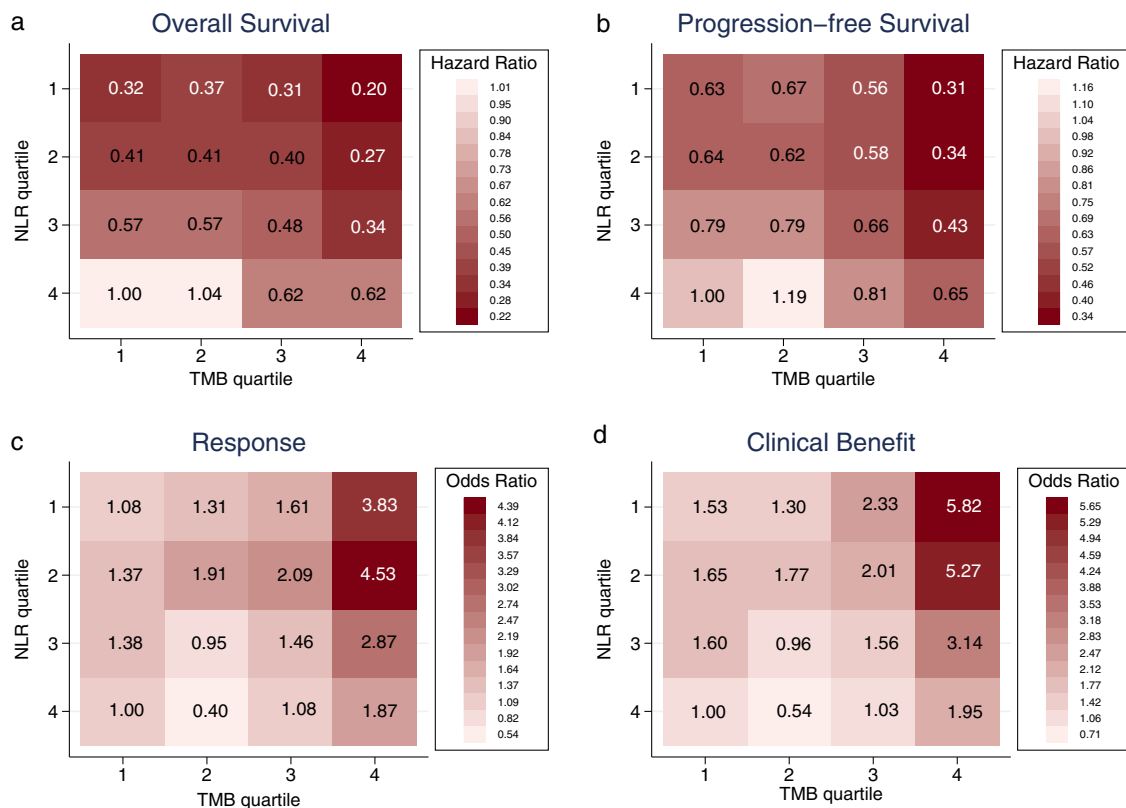 a
Overall Survival
NLR quartile
1
0.32 0.37 0.31 0.20
2
0.41 0.41 0.40 0.27
3
0.57 0.57 0.48 0.34
4
1.00 1.04 0.62 0.62
1 2 3 4
TMB quartile
Hazard Ratio
1.01
0.95
0.90
0.84
0.78
0.73
0.67
0.62
0.56
0.50
0.45
0.39
0.34
0.28
0.22
b
Progression–free Survival
NLR quartile
1
0.63 0.67 0.56 0.31
2
0.64 0.62 0.58 0.34
3
0.79 0.79 0.66 0.43
4
1.00 1.19 0.81 0.65
1 2 3 4
TMB quartile
Hazard Ratio
1.16
1.10
1.04
0.98
0.92
0.86
0.81
0.75
0.69
0.63
0.57
0.52
0.46
0.40
0.34
c
Response
NLR quartile
1
1.08 1.31 1.61 3.83
2
1.37 1.91 2.09 4.53
3
1.38 0.95 1.46 2.87
4
1.00 0.40 1.08 1.87
1 2 3 4
TMB quartile
Odds Ratio
4.39
4.12
3.84
3.57
3.29
3.02
2.74
2.47
2.19
1.92
1.64
1.37
1.09
0.82
0.54
d
Clinical Benefit
NLR quartile
1
1.53 1.30 2.33 5.82
2
1.65 1.77 2.01 5.27
3
1.60 0.96 1.56 3.14
4
1.00 0.54 1.03 1.95
1 2 3 4
TMB quartile
Odds Ratio
5.65
5.29
4.94
4.59
4.24
3.88
3.53
3.18
2.83
2.47
2.12
1.77
1.42
1.06
0.71